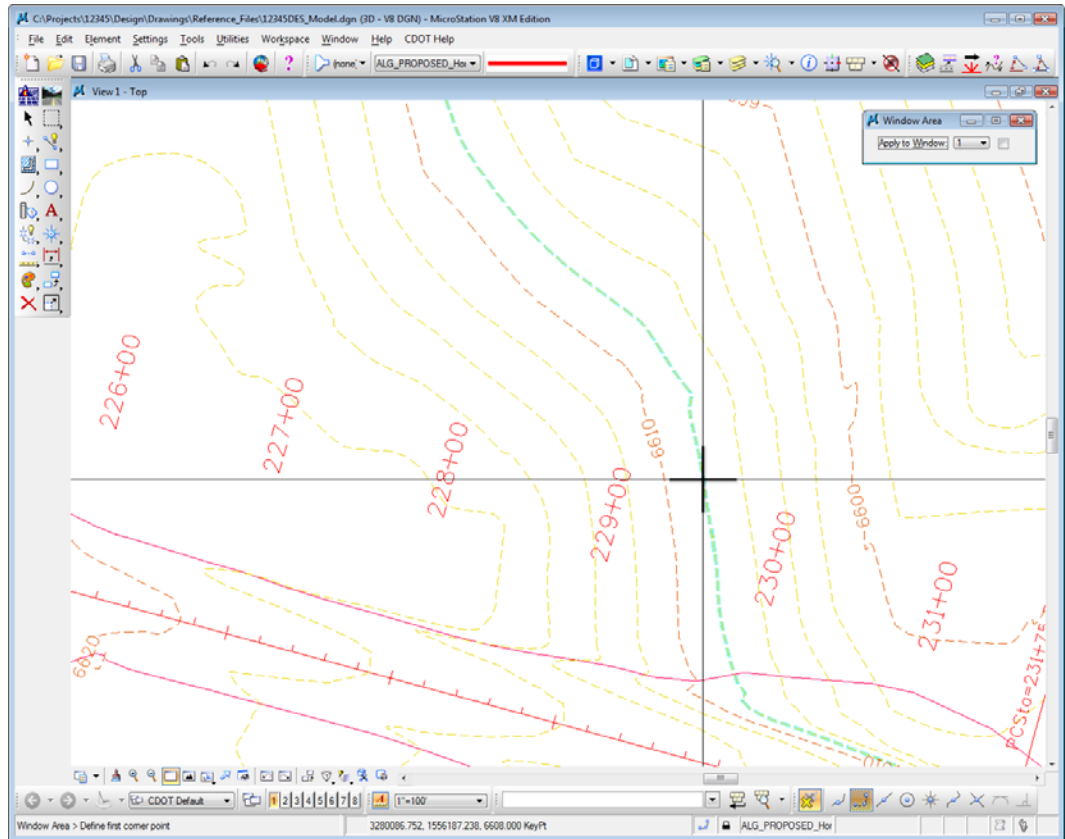 C:\Projects\12345\Design\Drawings\Reference_Files\12345DES_Model.dgn (3D - V8 DGN) - MicroStation V8 XM Edition
File Edit Element Settings Tools Utilities Workspace Window Help CDOT Help
(none) ALG_PROPOSED_Hor
View 1 - Top
Window Area
Apply to Window: 1
226+00
227+00
228+00
6610
229+00
6600
230+00
231+00
6620
PCSta=231+75
CDOT Default 1 2 3 4 5 6 7 8 1"=100'
Window Area > Define first corner point 3280086.752, 1556187.238, 6608.000 KeyPt ALG_PROPOSED_Hor